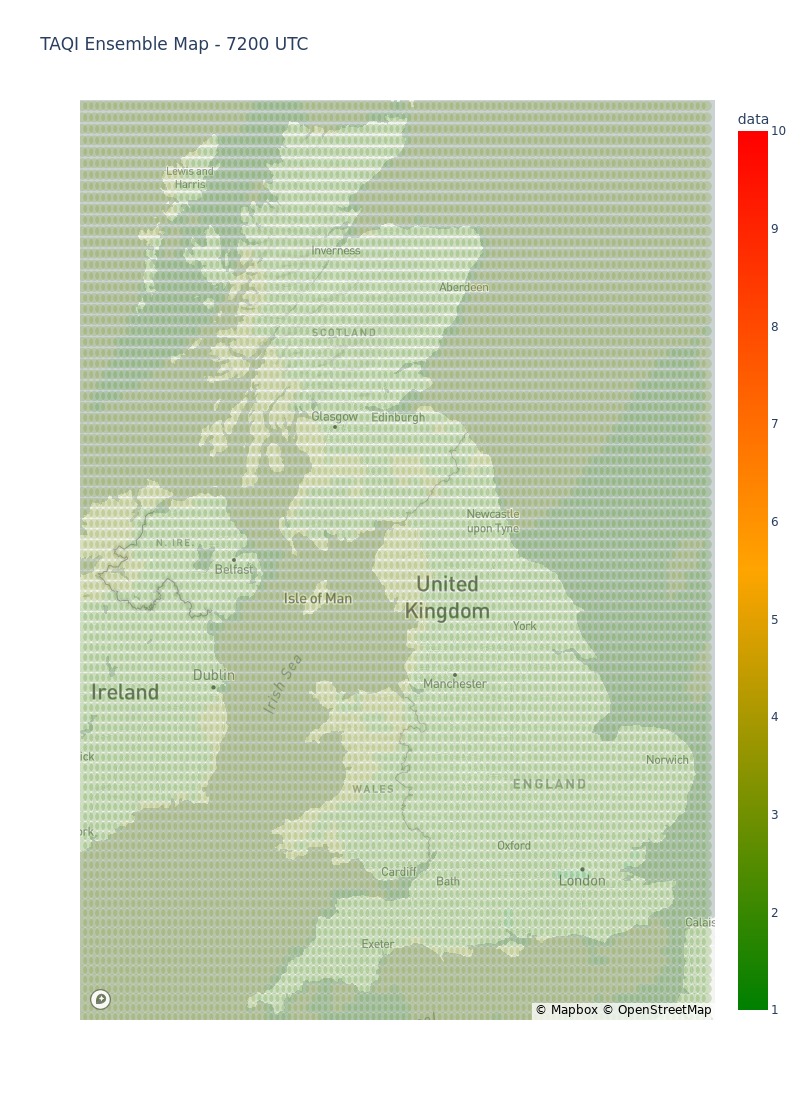 TAQI Ensemble Map - 7200 UTC
data
10
9
8
7
6
5
4
3
2
1
Lewis and
Harris
Inverness
Aberdeen
SCOTLAND
Glasgow
Edinburgh
Newcastle
upon Tyne
N. IRE.
Belfast
Isle of Man
United
Kingdom
York
Irish Sea
Dublin
Manchester
Ireland
ick
Norwich
WALES
ENGLAND
ork
Oxford
Cardiff
Bath
London
Calais
Exeter
© Mapbox © OpenStreetMap